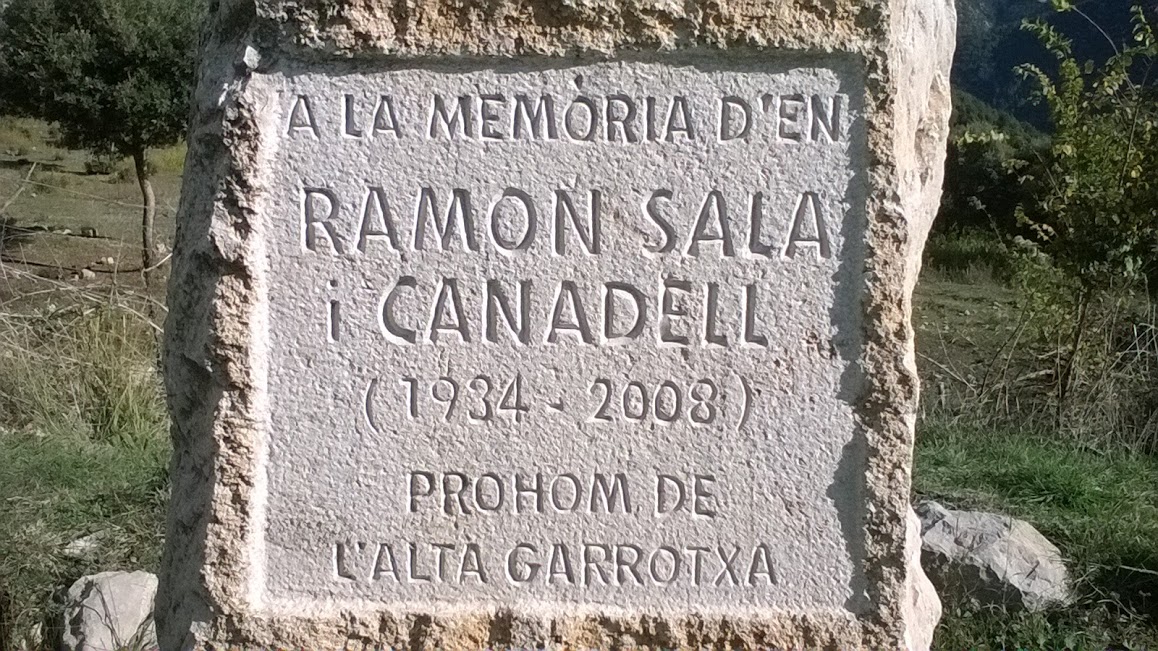 A LA MEMÒRIA D'EN
RAMON SALA
i CANADELL
(1934 - 2008)
PROHOM DE
L'ALTA GARROTXA